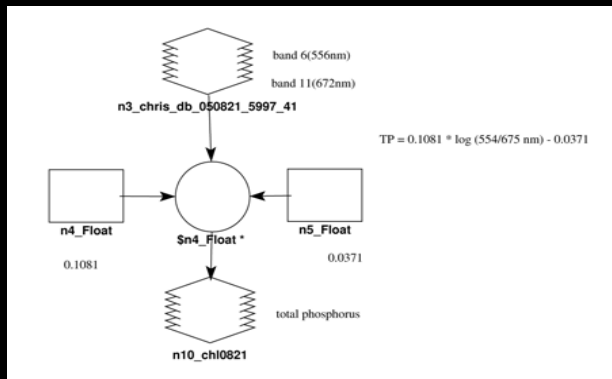 band 6(556nm)
band 11(672nm)
n3_chris_db_050821_5997_41
TP = 0.1081 * log (554/675 nm) - 0.0371
n4_Float
$n4_Float *
n5_Float
0.1081
0.0371
total phosphorus
n10_chl0821